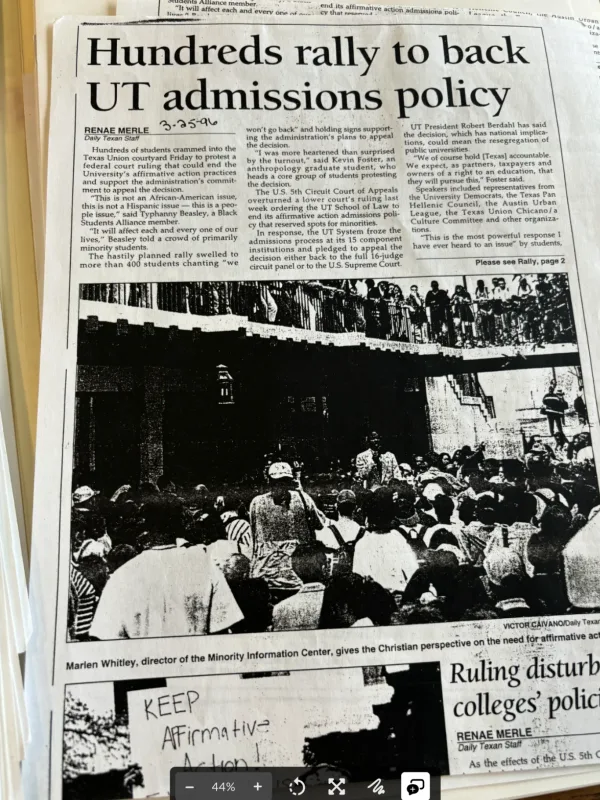 Students Alliance member.
"It will affect each and every one of
end its affirmative action admissions poli-
Hundreds rally to back
UT admissions policy
RENAE MERLE
3-25-96
Daily Texan Staff
Hundreds of students crammed into the
Texas Union courtyard Friday to protest a
federal court ruling that could end the
University's affirmative action practices
and support the administration's commit-
ment to appeal the decision.
"This is not an African-American issue,
this is not a Hispanic issue — this is a peo-
ple issue," said Typhanny Beasley, a Black
Students Alliance member.
"It will affect each and every one of our
lives," Beasley told a crowd of primarily
minority students.
The hastily planned rally swelled to
more than 400 students chanting "we
won't go back" and holding signs support-
ing the administration's plans to appeal
the decision.
"I was more heartened than surprised
by the turnout," said Kevin Foster, an
anthropology graduate student, who
heads a core group of students protesting
the decision.
The U.S. 5th Circuit Court of Appeals
overturned a lower court's ruling last
week ordering the UT School of Law to
end its affirmative action admissions poli-
cy that reserved spots for minorities.
In response, the UT System froze the
admissions process at its 15 component
institutions and pledged to appeal the
decision either back to the full 16-judge
circuit panel or to the U.S. Supreme Court.
UT President Robert Berdahl has said
the decision, which has national implica-
tions, could mean the resegregation of
public universities.
"We of course hold [Texas] accountable.
We expect, as partners, taxpayers and
owners of a right to an education, that
they will pursue this," Foster said.
Speakers included representatives from
the University Democrats, the Texas Pan
Hellenic Councils, the Austin Urban
League, the Texas Union Chicano/a
Culture Committee and other organiza-
tions.
"This is the most powerful response I
have ever heard to an issue" by students,
Please see Rally, page 2
VICTOR CAIVANO/Daily Texan
Marlen Whitley, director of the Minority Information Center, gives the Christian perspective on the need for affirmative act
KEEP
Affirmative
Action!
Ruling disturb
colleges' polici
RENAE MERLE
Daily Texan Staff
As the effects of the U.S. 5th C
44%